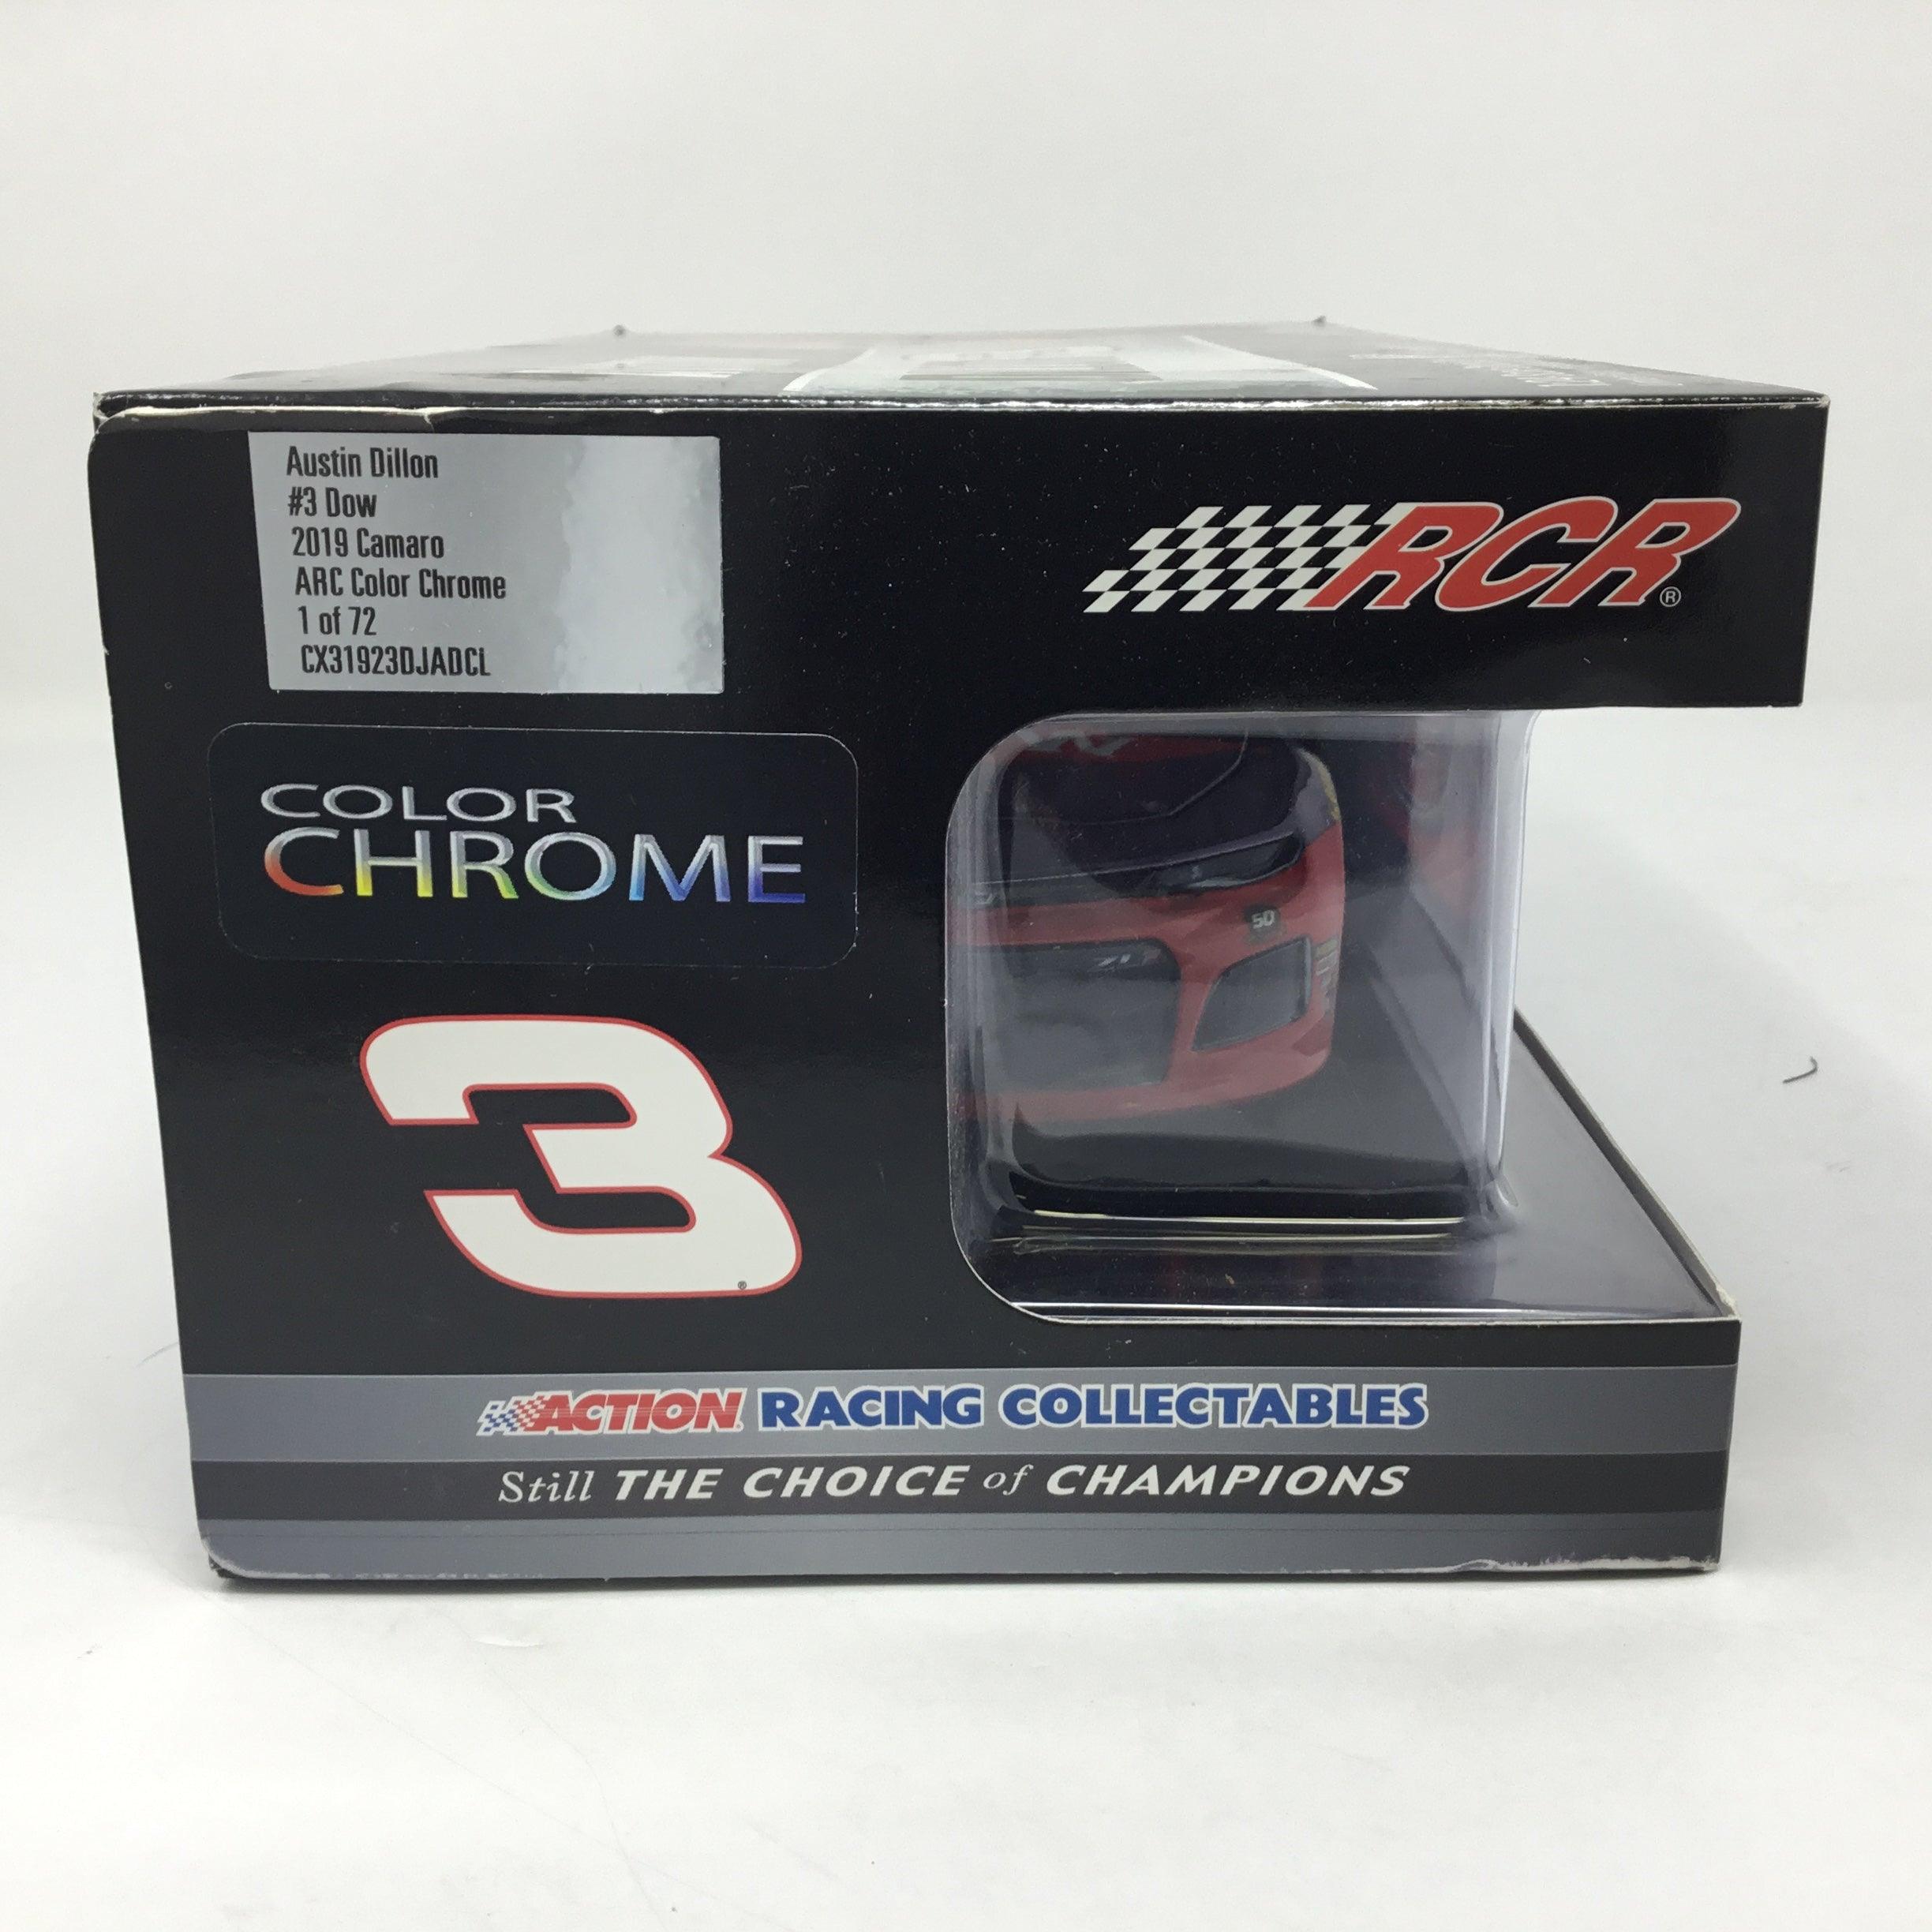 Austin Dillon
#3 Dow
2019 Camaro
ARC Color Chrome
1 of 72
CX31923DJADCL
RCR®
COLOR
CHROME
50
ZL
3®
ACTION RACING COLLECTABLES
Still THE CHOICE of CHAMPIONS